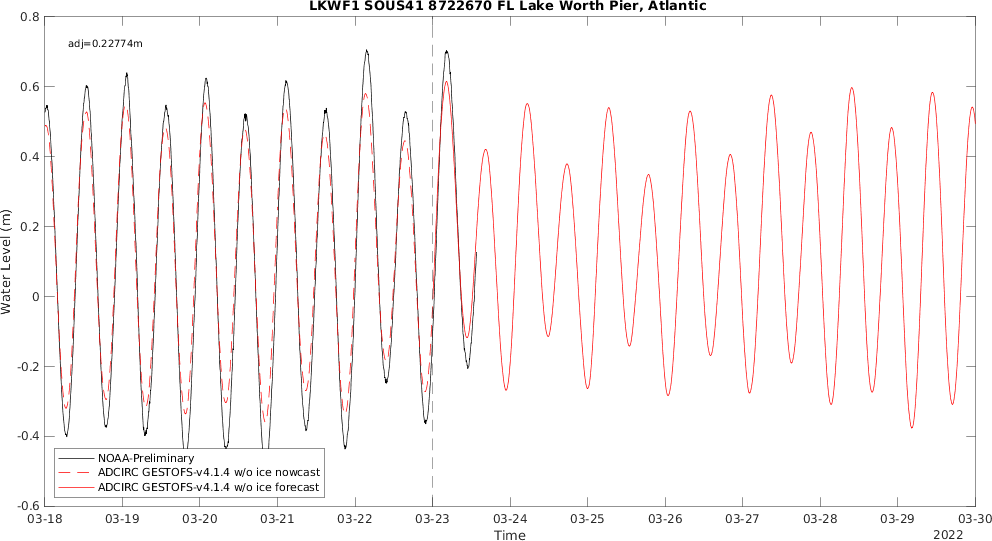 LKWF1 SOUS41 8722670 FL Lake Worth Pier, Atlantic
adj=0.22774m
0.8
0.6
0.4
0.2
0
-0.2
-0.4
-0.6
Water Level (m)
NOAA-Preliminary
ADCIRC GESTOFS-v4.1.4 w/o ice nowcast
ADCIRC GESTOFS-v4.1.4 w/o ice forecast
03-18 03-19 03-20 03-21 03-22 03-23 03-24 03-25 03-26 03-27 03-28 03-29 03-30
Time
2022